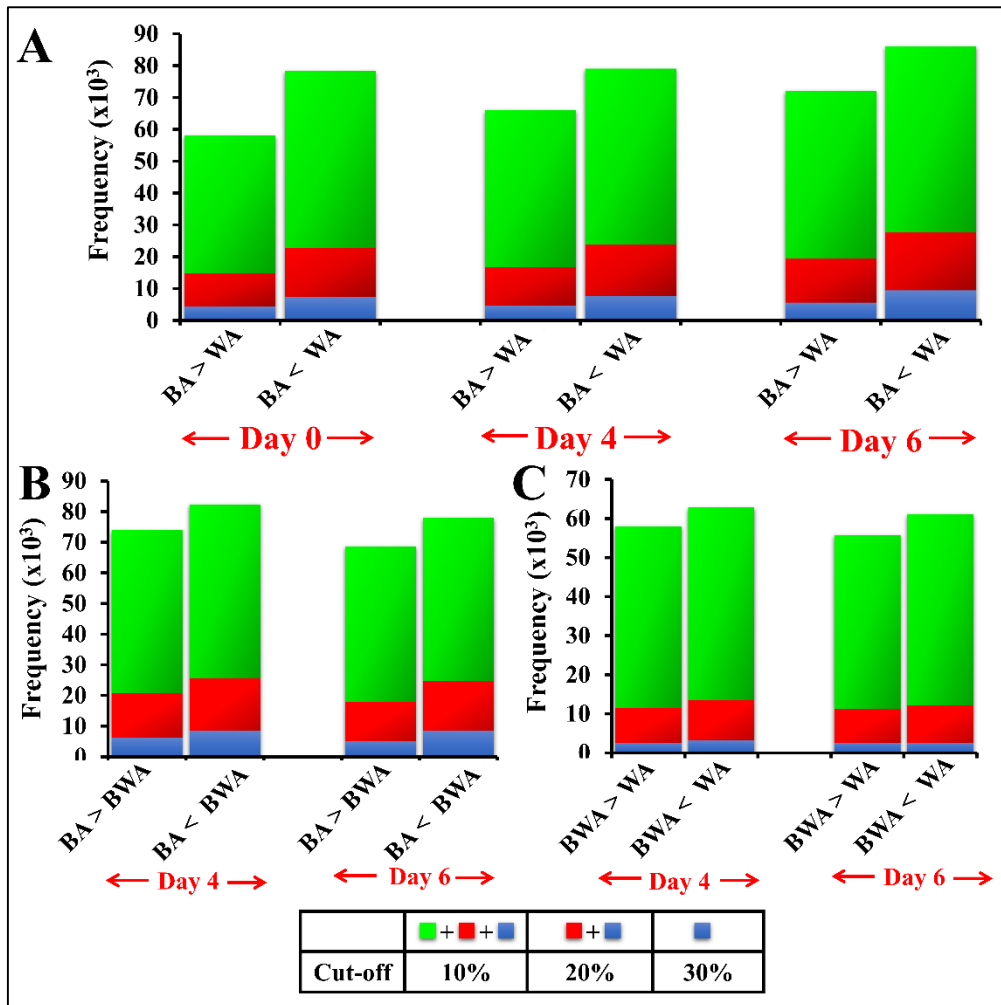 A
Frequency (x10³)
90
80
70
60
50
40
30
20
10
0
BA > WA
BA < WA
BA > WA
BA < WA
BA > WA
BA < WA
Day 0
Day 4
Day 6
B
Frequency (x10³)
90
80
70
60
50
40
30
20
10
0
BA > BWA
BA < BWA
BA > BWA
BA < BWA
Day 4
Day 6
C
Frequency (x10³)
70
60
50
40
30
20
10
0
BWA > WA
BWA < WA
BWA > WA
BWA < WA
Day 4
Day 6
+ +
+
Cut-off 10% 20% 30%